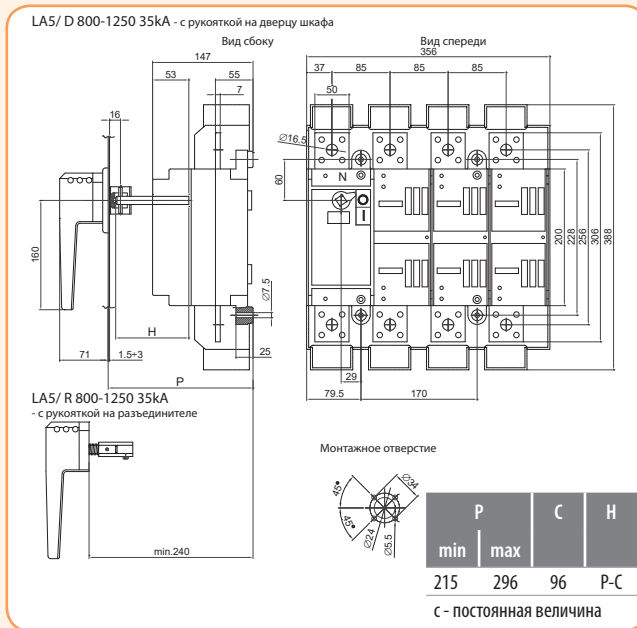 LA5/ D 800-1250 35kA - с рукояткой на дверцу шкафа
Вид сбоку
Вид спереди
147
356
53
55
37
85
85
85
7
50
16
Ø16.5
N
60
160
200
228
256
306
388
Ø7.5
H
25
71
1.5÷3
29
P
79.5
170
LA5/ R 800-1250 35kA
- с рукояткой на разъединителе
Монтажное отверстие
45°
Ø34
45°
Ø24
Ø5.5
min.240
P C H
min max
215 296 96 P-C
с - постоянная величина